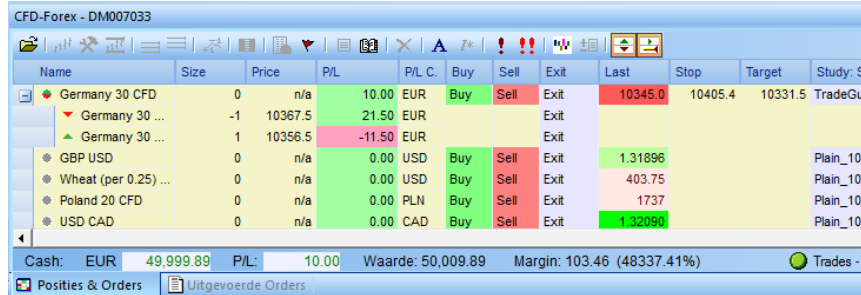 CFD-Forex - DM007033
Name Size Price P/L P/L C. Buy Sell Exit Last Stop Target Study: S
Germany 30 CFD 0 n/a 10.00 EUR Buy Sell Exit 10345.0 10405.4 10331.5 TradeGu
Germany 30 ... -1 10367.5 21.50 EUR Exit
Germany 30 ... 1 10356.5 -11.50 EUR Exit
GBP USD 0 n/a 0.00 USD Buy Sell Exit 1.31896 Plain_10
Wheat (per 0.25) ... 0 n/a 0.00 USD Buy Sell Exit 403.75 Plain_10
Poland 20 CFD 0 n/a 0.00 PLN Buy Sell Exit 1737 Plain_10
USD CAD 0 n/a 0.00 CAD Buy Sell Exit 1.32090 Plain_10
Cash: EUR 49,999.89 P/L: 10.00 Waarde: 50,009.89 Margin: 103.46 (48337.41%) Trades -
Posities & Orders Uitgevoerde Orders